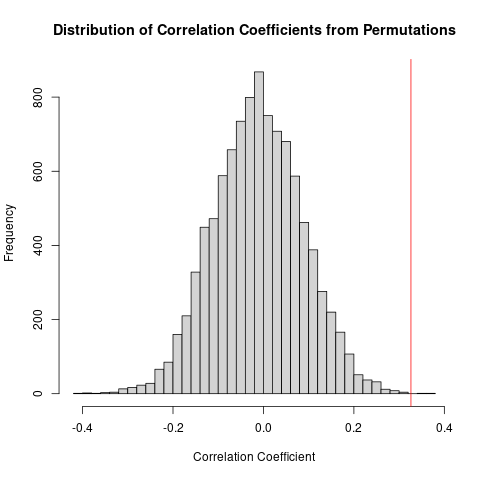 Distribution of Correlation Coefficients from Permutations
Frequency
800
600
400
200
0
-0.4 -0.2 0.0 0.2 0.4
Correlation Coefficient